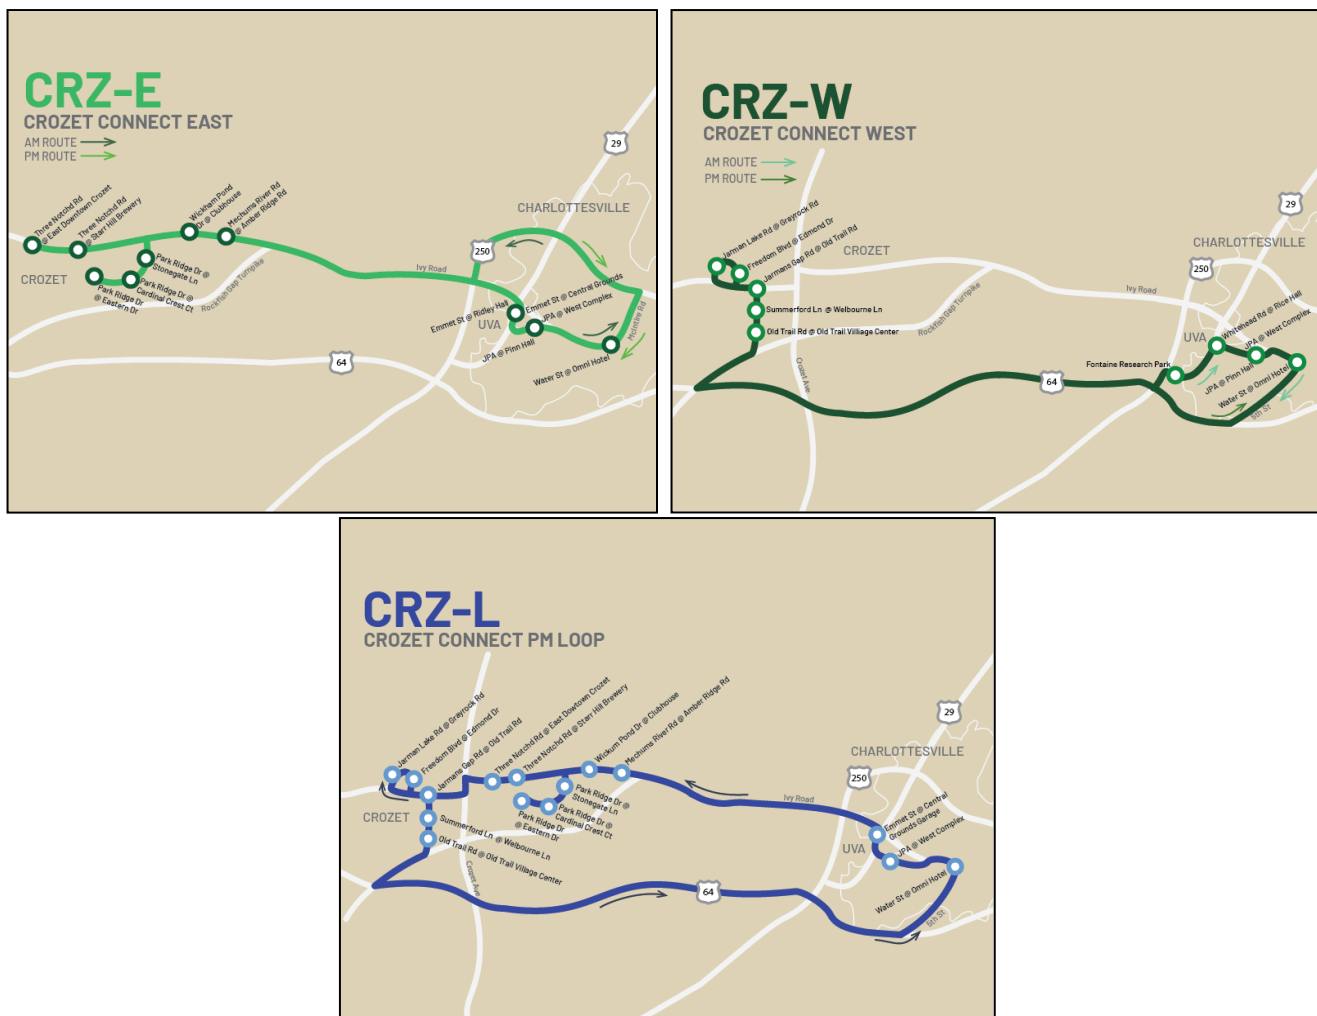 CRZ-E
CROZET CONNECT EAST
AM ROUTE
PM ROUTE
29
CHARLOTTESVILLE
Three Notchd Rd
@ East Downtown Crozet
Three Notchd Rd
@ Starr Hill Brewery
Wickham Pond
Dr @ Clubhouse
Mechums River Rd
@ Amber Ridge Rd
250
CROZET
Park Ridge Dr @
Stonegate Ln
Park Ridge Dr @
Cardinal Crest Ct
Park Ridge Dr
@ Eastern Dr
Rockfish Gap Turnpike
Ivy Road
Emmet St @ Ridley Hall
Emmet St @ Central Grounds
JPA @ West Complex
UVA
JPA @ Pinn Hall
McIntire Rd
Water St @ Omni Hotel
64
CRZ-W
CROZET CONNECT WEST
AM ROUTE
PM ROUTE
29
CHARLOTTESVILLE
250
Jarman Lake Rd @ Grayrock Rd
Freedom Blvd @ Edmond Dr
Jarmans Gap Rd @ Old Trail Rd
CROZET
Summerford Ln @ Welbourne Ln
Old Trail Rd @ Old Trail Villiage Center
Rockfish Gap Turnpike
Ivy Road
Crozet Ave
UVA
Whitehead Rd @ Rice Hall
JPA @ West Complex
Fontaine Research Park
JPA @ Pinn Hall
Water St @ Omni Hotel
5th St
64
CRZ-L
CROZET CONNECT PM LOOP
29
CHARLOTTESVILLE
250
Jarman Lake Rd @ Grayrock Rd
Freedom Blvd @ Edmond Dr
Jarmans Gap Rd @ Old Trail Rd
Three Notchd Rd @ East Dowtown Crozet
Three Notchd Rd @ Starr Hill Brewery
Wickum Pond Dr @ Clubhouse
Mechums River Rd @ Amber Ridge Rd
CROZET
Park Ridge Dr @
Stonegate Ln
Park Ridge Dr @
Cardinal Crest Ct
Park Ridge Dr
@ Eastern Dr
Ivy Road
Summerford Ln @ Welbourne Ln
Old Trail Rd @ Old Trail Village Center
Crozet Ave
Emmet St @ Central
Grounds Garage
UVA
JPA @ West Complex
Water St @ Omni Hotel
5th St
64